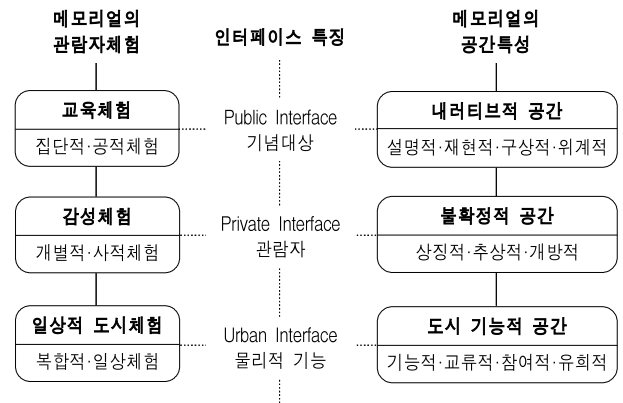 메모리얼의
관람자체험
인터페이스 특징
메모리얼의
공간특성
교육체험
집단적·공적체험
Public Interface
기념대상
내러티브적 공간
설명적·재현적·구상적·위계적
감성체험
개별적·사적체험
Private Interface
관람자
불확정적 공간
상징적·추상적·개방적
일상적 도시체험
복합적·일상체험
Urban Interface
물리적 기능
도시 기능적 공간
기능적·교류적·참여적·유희적